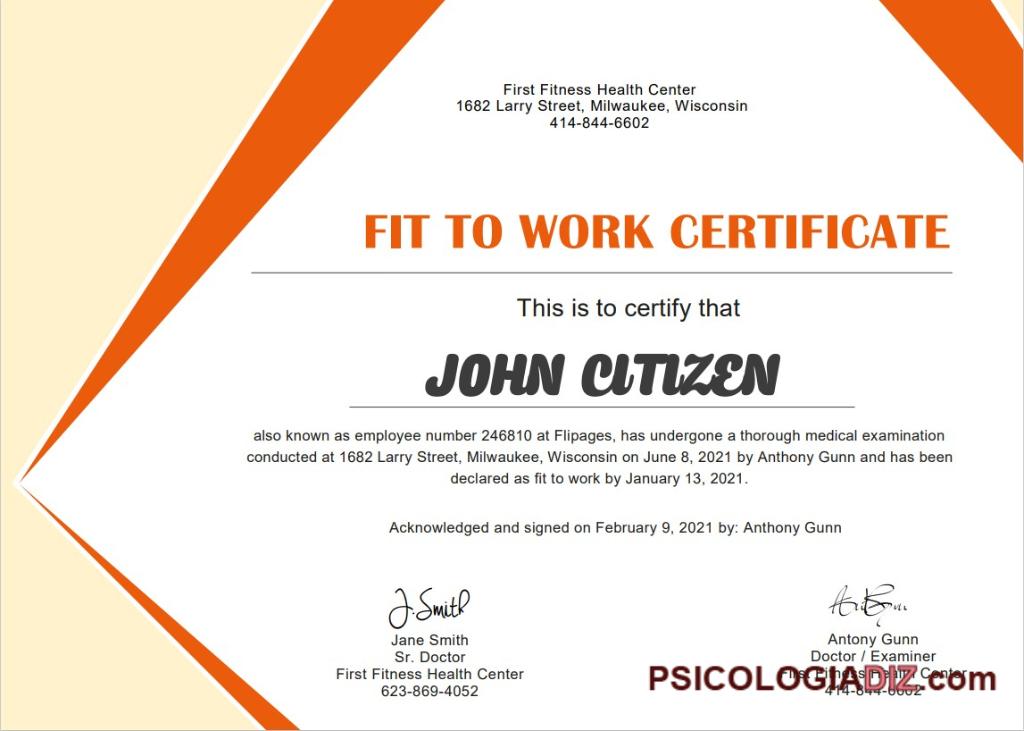 First Fitness Health Center
1682 Larry Street, Milwaukee, Wisconsin
414-844-6602
FIT TO WORK CERTIFICATE
This is to certify that
JOHN CITIZEN
also known as employee number 246810 at Flipages, has undergone a thorough medical examination
conducted at 1682 Larry Street, Milwaukee, Wisconsin on June 8, 2021 by Anthony Gunn and has been
declared as fit to work by January 13, 2021.
Acknowledged and signed on February 9, 2021 by: Anthony Gunn
J. Smith
Jane Smith
Sr. Doctor
First Fitness Health Center
623-869-4052
Antony Gunn
Doctor / Examiner
First Fitness Health Center
414-844-6602
PSICOLOGIADIZ.com